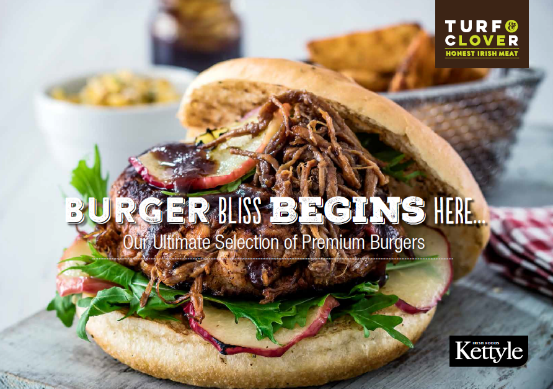 TURF &
CLOVER
HONEST IRISH MEAT
BURGER BLISS BEGINS HERE...
Our Ultimate Selection of Premium Burgers
Kettyle